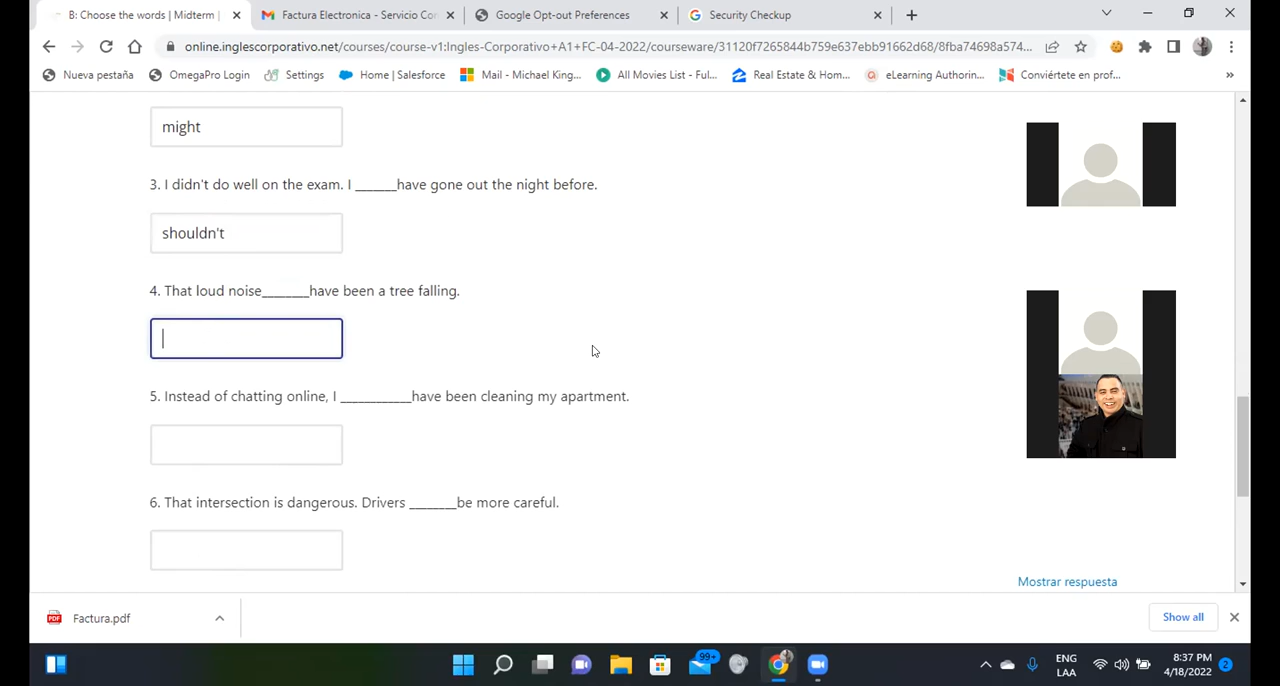 B: Choose the words | Midterm
Factura Electronica - Servicio Cor
Google Opt-out Preferences
Security Checkup
online.inglescorporativo.net/courses/course-v1:Ingles-Corporativo+A1+FC-04-2022/courseware/31120f7265844b759e637ebb91662d68/8fba74698a574...
Nueva pestaña
OmegaPro Login
Settings
Home | Salesforce
Mail - Michael King...
All Movies List - Ful...
Real Estate & Hom...
eLearning Authorin...
Conviértete en prof...
»
might
3. I didn't do well on the exam. I ______have gone out the night before.
shouldn't
4. That loud noise_______have been a tree falling.
5. Instead of chatting online, I __________have been cleaning my apartment.
6. That intersection is dangerous. Drivers _______be more careful.
Mostrar respuesta
PDF
Factura.pdf
Show all
99+
ENG
LAA
8:37 PM
4/18/2022
2